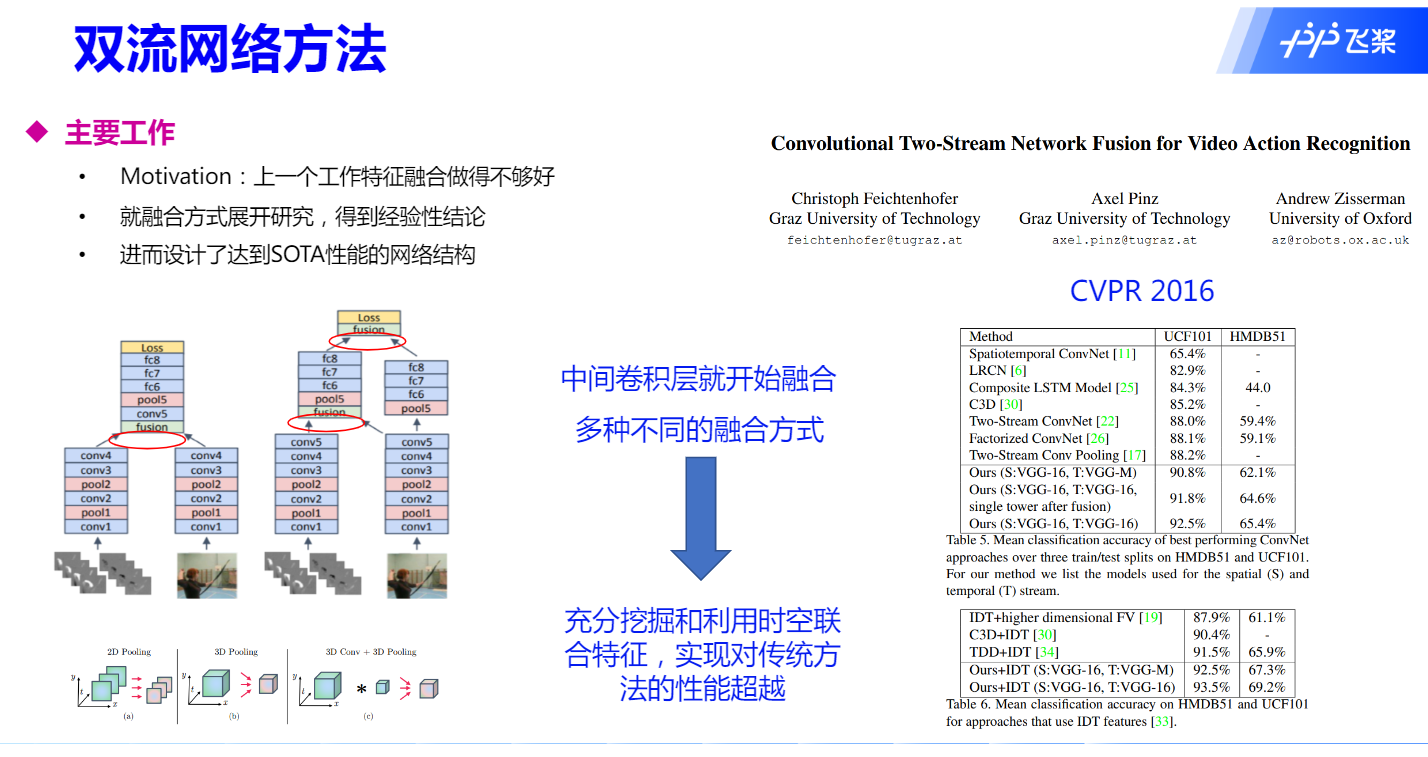 双流网络方法
飞桨
◆ 主要工作
• Motivation：上一个工作特征融合做得不够好
• 就融合方式展开研究，得到经验性结论
• 进而设计了达到SOTA性能的网络结构
Convolutional Two-Stream Network Fusion for Video Action Recognition
Christoph Feichtenhofer
Graz University of Technology
feichtenhofer@tugraz.at
Axel Pinz
Graz University of Technology
axel.pinz@tugraz.at
Andrew Zisserman
University of Oxford
az@robots.ox.ac.uk
CVPR 2016
Loss
fc8
fc7
fc6
pool5
conv5
fusion
conv4
conv3
pool2
conv2
pool1
conv1
conv4
conv3
pool2
conv2
pool1
conv1
Loss
fusion
fc8
fc7
fc6
pool5
fusion
conv5
conv4
conv3
pool2
conv2
pool1
conv1
fc8
fc7
fc6
pool5
conv5
conv4
conv3
pool2
conv2
pool1
conv1
2D Pooling
y
t
x
(a)
3D Pooling
y
t
x
(b)
3D Conv + 3D Pooling
y
t
x
*
(c)
中间卷积层就开始融合
多种不同的融合方式
充分挖掘和利用时空联
合特征，实现对传统方
法的性能超越
Method UCF101 HMDB51
Spatiotemporal ConvNet [11] 65.4% -
LRCN [6] 82.9% -
Composite LSTM Model [25] 84.3% 44.0
C3D [30] 85.2% -
Two-Stream ConvNet [22] 88.0% 59.4%
Factorized ConvNet [26] 88.1% 59.1%
Two-Stream Conv Pooling [17] 88.2% -
Ours (S:VGG-16, T:VGG-M) 90.8% 62.1%
Ours (S:VGG-16, T:VGG-16,
single tower after fusion) 91.8% 64.6%
Ours (S:VGG-16, T:VGG-16) 92.5% 65.4%
Table 5. Mean classification accuracy of best performing ConvNet
approaches over three train/test splits on HMDB51 and UCF101.
For our method we list the models used for the spatial (S) and
temporal (T) stream.
IDT+higher dimensional FV [19] 87.9% 61.1%
C3D+IDT [30] 90.4% -
TDD+IDT [34] 91.5% 65.9%
Ours+IDT (S:VGG-16, T:VGG-M) 92.5% 67.3%
Ours+IDT (S:VGG-16, T:VGG-16) 93.5% 69.2%
Table 6. Mean classification accuracy on HMDB51 and UCF101
for approaches that use IDT features [33].